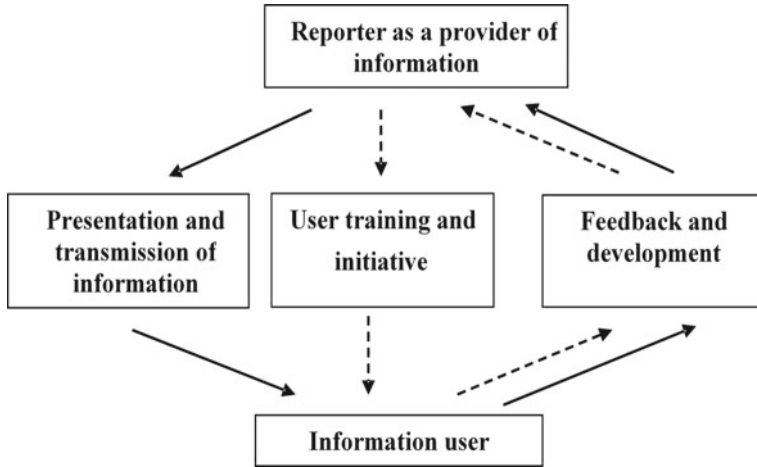 Reporter as a provider of
information
Presentation and
transmission of
information
User training and
initiative
Feedback and
development
Information user